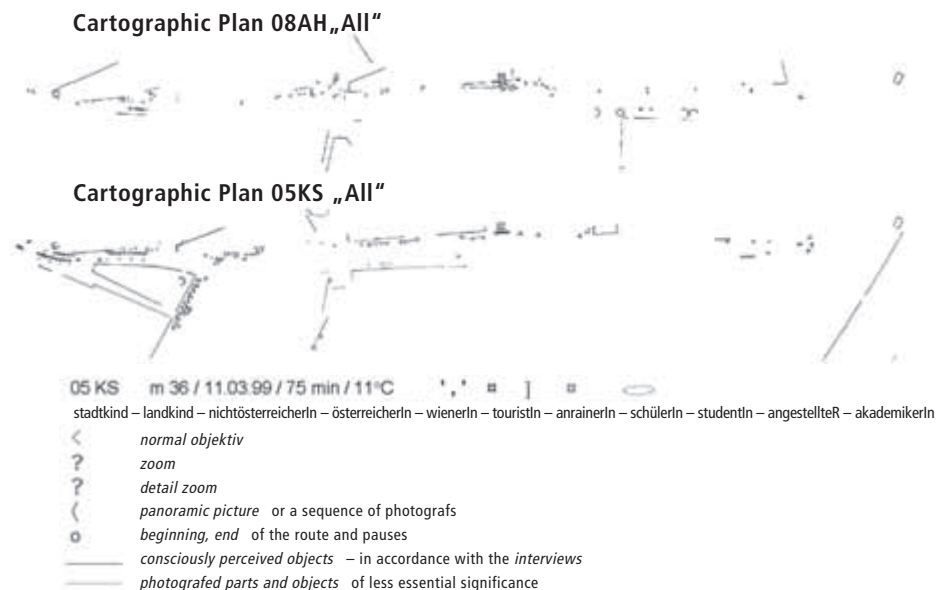 Cartographic Plan 08AH„All“
Cartographic Plan 05KS „All“
05 KS m 36 / 11.03.99 / 75 min / 11°C ' , ' ¤ ] ¤
stadtkind – landkind – nichtösterreicherIn – österreicherIn – wienerIn – touristIn – anrainerIn – schülerIn – studentIn – angestellteR – akademikerIn
< normal objektiv
? zoom
? detail zoom
( panoramic picture or a sequence of photografs
o beginning, end of the route and pauses
consciously perceived objects – in accordance with the interviews
photografed parts and objects of less essential significance